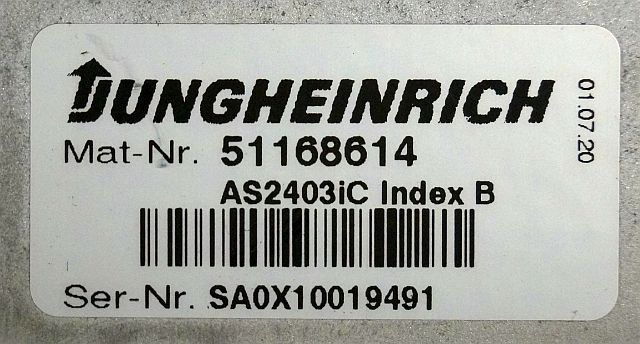 JUNGHEINRICH
Mat-Nr. 51168614
AS2403iC Index B
Ser-Nr. SA0X10019491
01.07.20